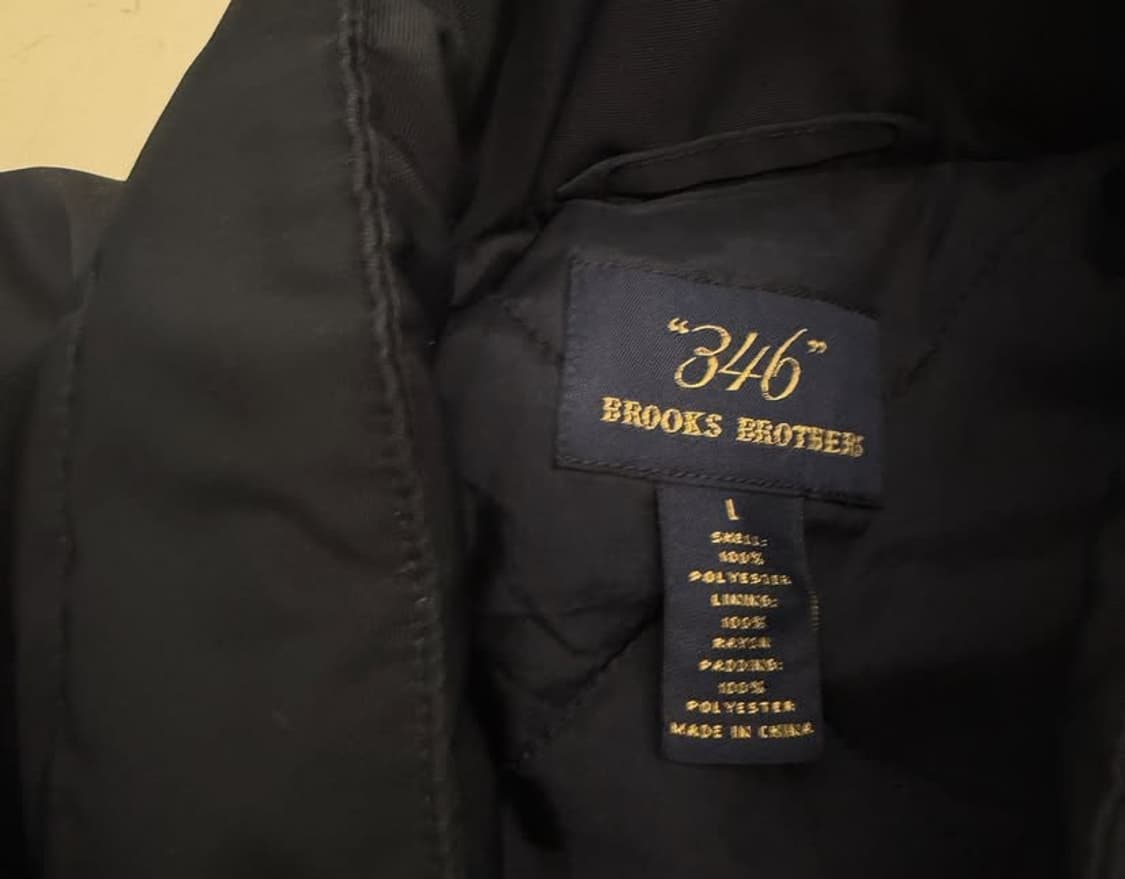 "346"
BROOKS BROTHERS
L
SHELL:
100%
POLYESTER
LINING:
100%
RAYON
PADDING:
100%
POLYESTER
MADE IN CHINA